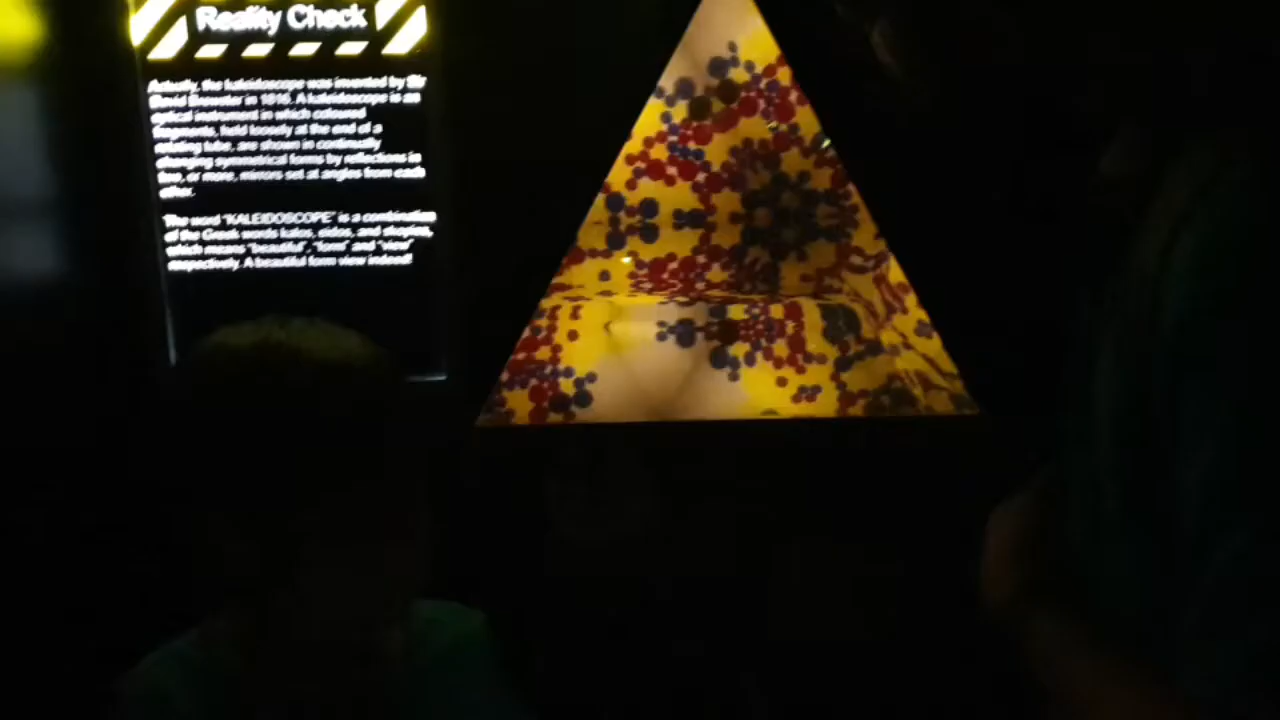 Reality Check
Actually, the kaleidoscope was invented by Sir
David Brewster in 1816. A kaleidoscope is an
optical instrument in which coloured
fragments, held loosely at the end of a
rotating tube, are shown in continually
changing symmetrical forms by reflections in
two, or more, mirrors set at angles from each
other.
The word "KALEIDOSCOPE" is a combination
of the Greek words kalos, eidos, and skopios,
which means "beautiful", "form" and "view"
respectively. A beautiful form view indeed!